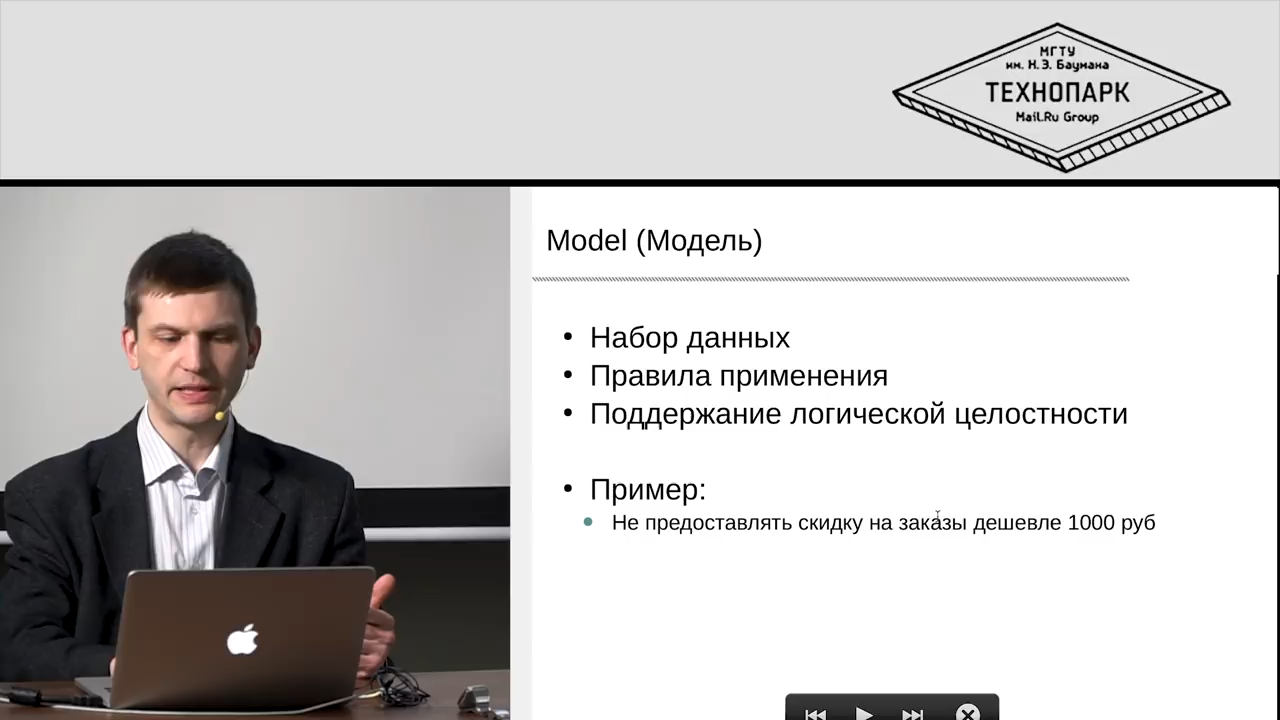 МГТУ
им. Н.Э. Баумана
ТЕХНОПАРК
Mail.Ru Group
Model (Модель)
• Набор данных
• Правила применения
• Поддержание логической целостности
• Пример:
• Не предоставлять скидку на заказы дешевле 1000 руб